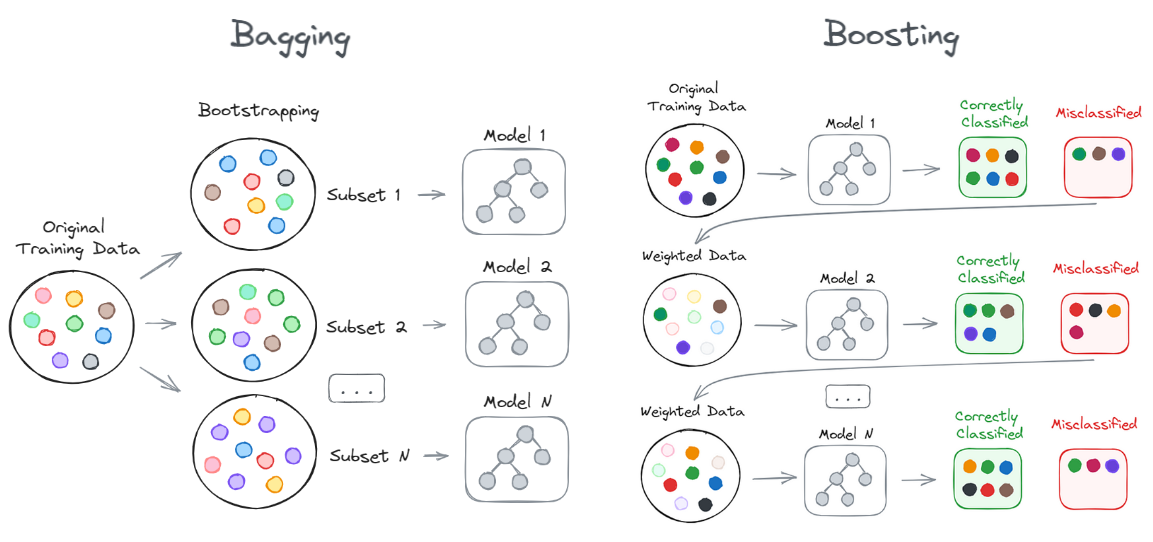 Bagging
Bootstrapping
Original
Training Data
Subset 1
Model 1
Subset 2
Model 2
...
Subset N
Model N
Boosting
Original
Training Data
Model 1
Correctly
Classified
Misclassified
Weighted Data
Model 2
Correctly
Classified
Misclassified
...
Weighted Data
Model N
Correctly
Classified
Misclassified